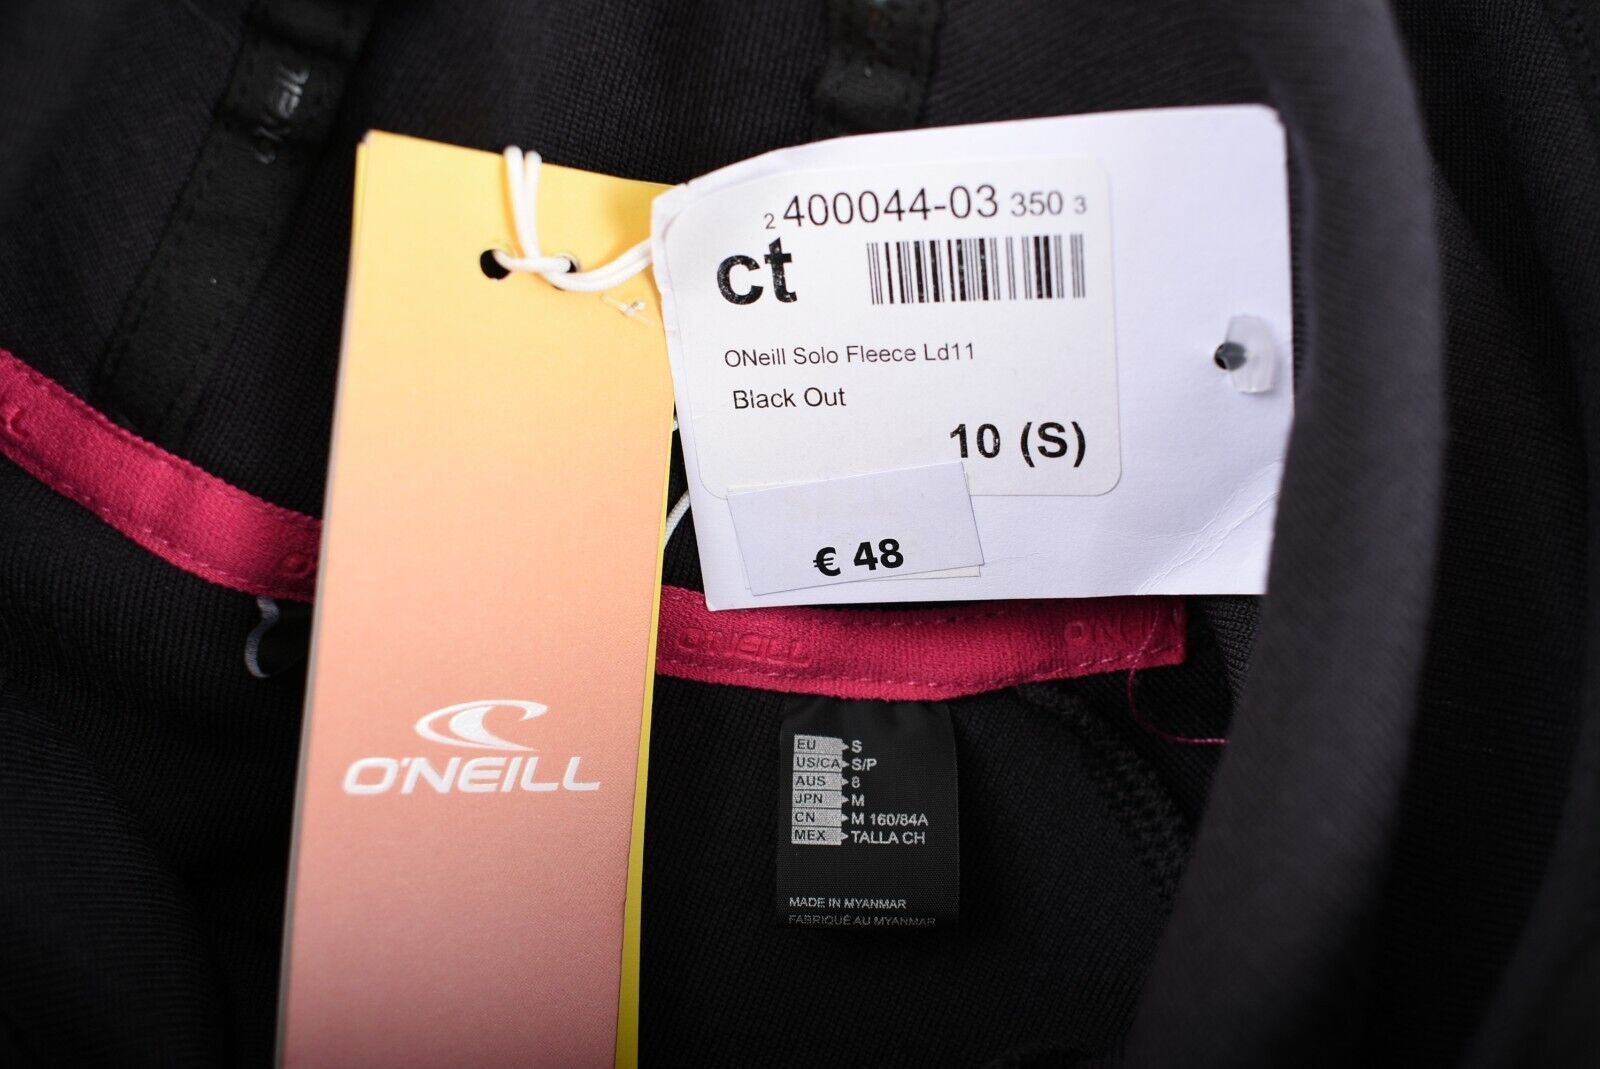 O'Neill
2 400044-03 350 3
ct
ONeill Solo Fleece Ld11
Black Out
10 (S)
€ 48
O'NEILL
O'NEILL
EU S
US/CA S/P
AUS 8
JPN M
CN M 160/84A
MEX TALLA CH
MADE IN MYANMAR
FABRIQUÉ AU MYANMAR